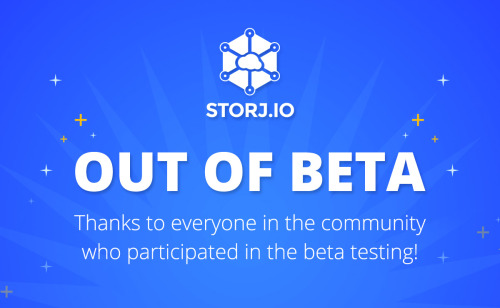 STORJ.IO
OUT OF BETA
Thanks to everyone in the community
who participated in the beta testing!